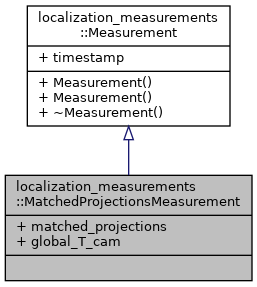 localization_measurements
::Measurement
+ timestamp
+ Measurement()
+ Measurement()
+ ~Measurement()
localization_measurements
::MatchedProjectionsMeasurement
+ matched_projections
+ global_T_cam